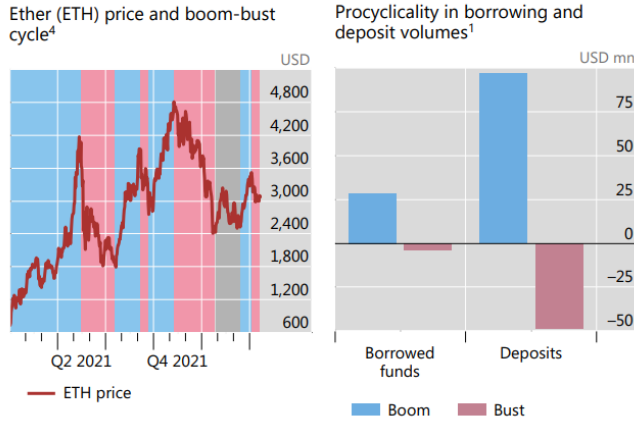 Ether (ETH) price and boom-bust
cycle4
USD
4,800
4,200
3,600
3,000
2,400
1,800
1,200
600
Q2 2021
Q4 2021
ETH price
Procyclicality in borrowing and
deposit volumes1
USD mn
75
50
25
0
−25
−50
Borrowed
funds
Deposits
Boom
Bust